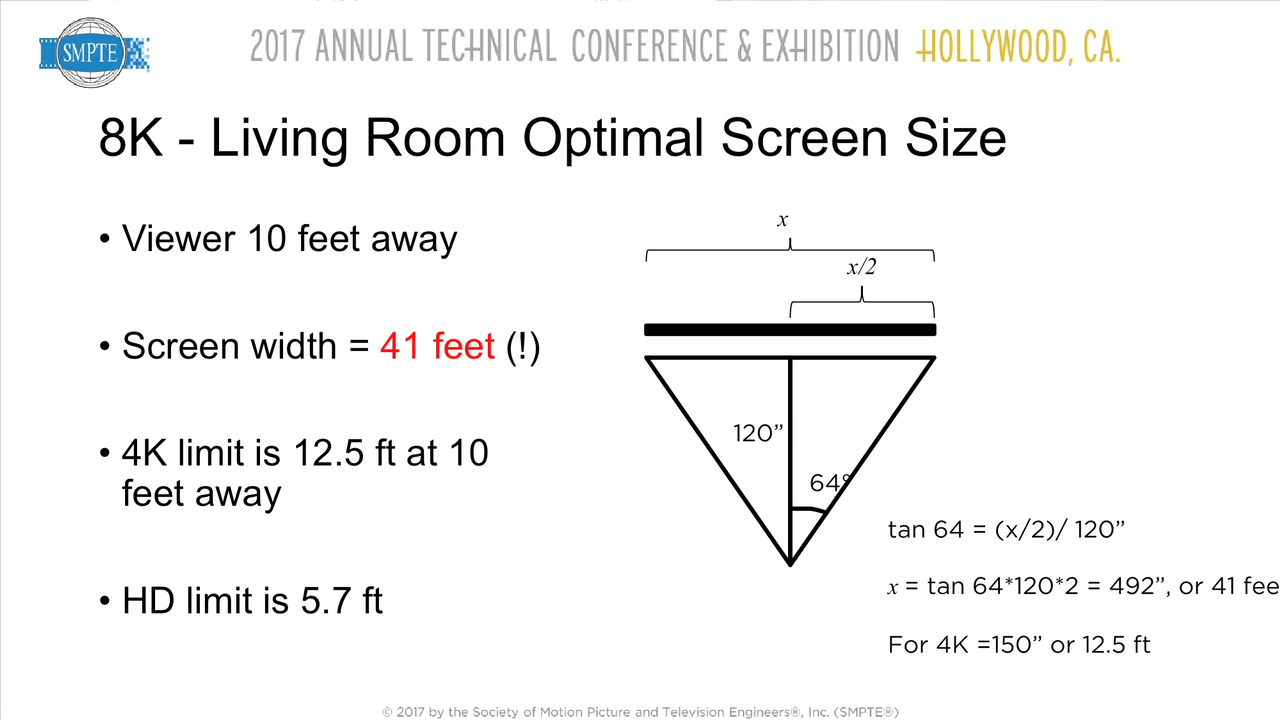 SMPTE
2017 ANNUAL TECHNICAL CONFERENCE & EXHIBITION HOLLYWOOD, CA.
8K - Living Room Optimal Screen Size
• Viewer 10 feet away
• Screen width = 41 feet (!)
• 4K limit is 12.5 ft at 10
feet away
• HD limit is 5.7 ft
x
x/2
120”
64°
tan 64 = (x/2)/ 120”
x = tan 64*120*2 = 492”, or 41 fee
For 4K =150” or 12.5 ft
© 2017 by the Society of Motion Picture and Television Engineers®, Inc. (SMPTE®)